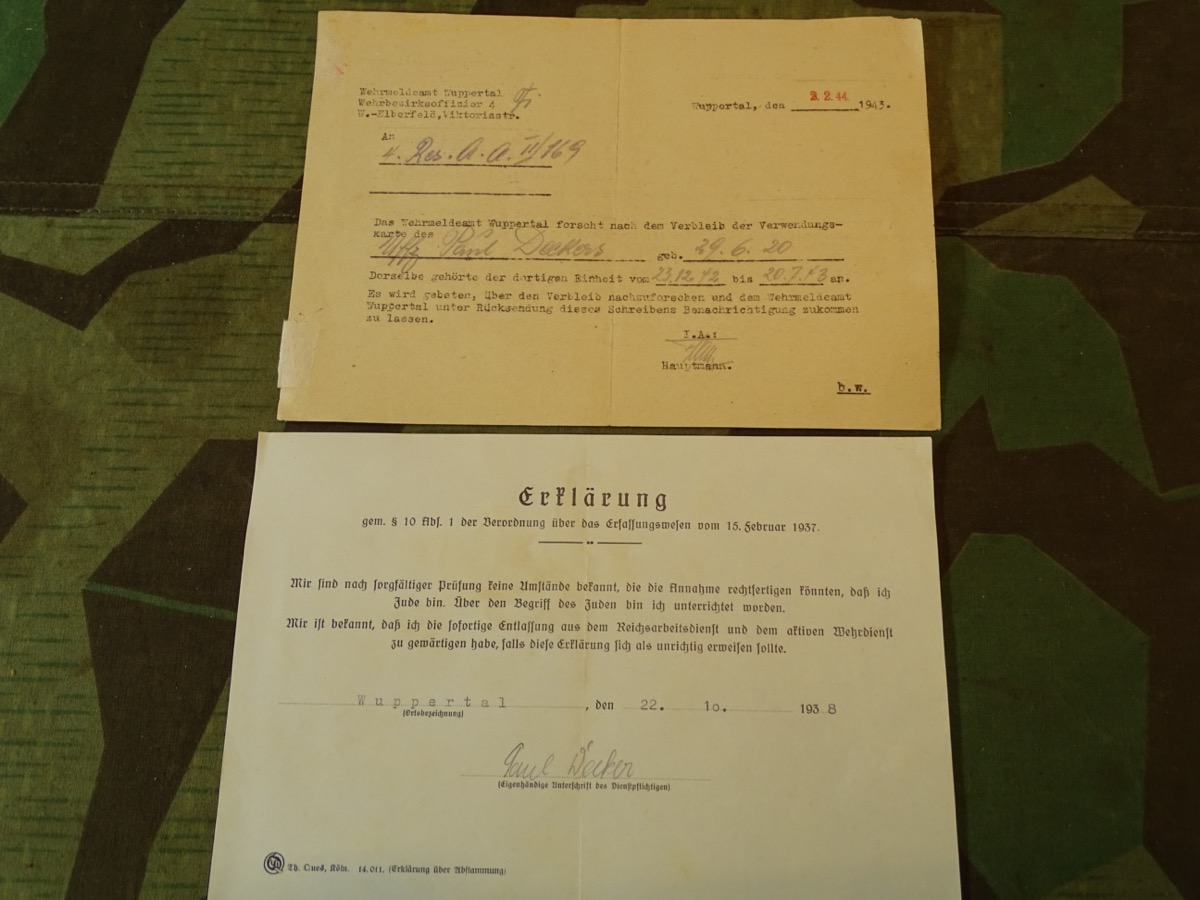 Wehrmeldeamt Wuppertal
Wehrbezirksoffizier 4
W.-Elberfeld,Viktoriastr.
Wuppertal, den 2.2.44 1943.
An
4. Res. A. A. II/169
Das Wehrmeldeamt Wuppertal forscht nach dem Verbleib der Verwendungs-
karte des
Uffz Paul Deckers geb. 29.6.20
Derselbe gehörte der dortigen Einheit vom 23.12.42 bis 20.7.43 an.
Es wird gebeten, über den Verbleib nachzuforschen und dem Wehrmeldeamt
Wuppertal unter Rücksendung dieses Schreibens Benachrichtigung zukommen
zu lassen.
I.A.:
Hauptmann.
b.w.
Erklärung
gem. § 10 Abs. 1 der Verordnung über das Erfassungswesen vom 15. Februar 1937.
Mir sind nach sorgfältiger Prüfung keine Umstände bekannt, die die Annahme rechtfertigen könnten, daß ich
Jude bin. Über den Begriff des Juden bin ich unterrichtet worden.
Mir ist bekannt, daß ich die sofortige Entlassung aus dem Reichsarbeitsdienst und dem aktiven Wehrdienst
zu gewärtigen habe, falls diese Erklärung sich als unrichtig erweisen sollte.
Wuppertal, den 22. 10. 1938
(Ortsbezeichnung)
Paul Decker
(Eigenhändige Unterschrift des Dienstpflichtigen)
Th. Ques, Köln. 14.011. (Erklärung über Abstammung)